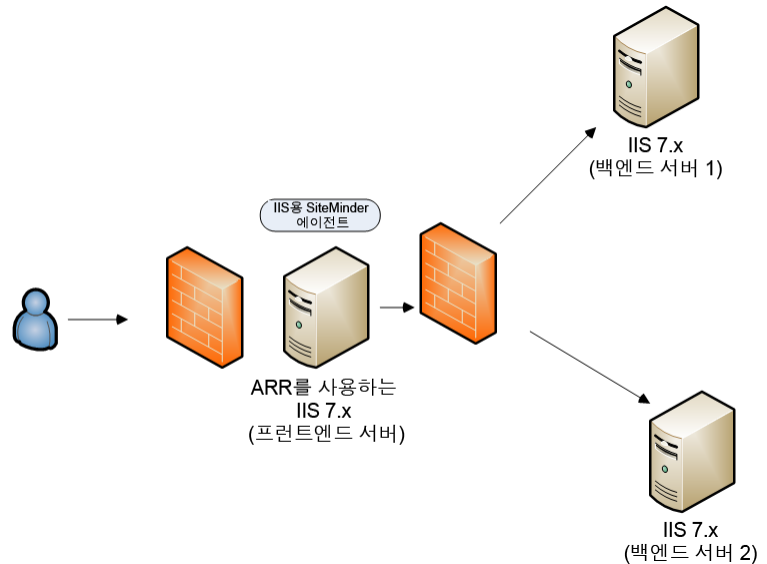 IIS 7.x
(백엔드 서버 1)
IIS용 SiteMinder
에이전트
ARR를 사용하는
IIS 7.x
(프런트엔드 서버)
IIS 7.x
(백엔드 서버 2)